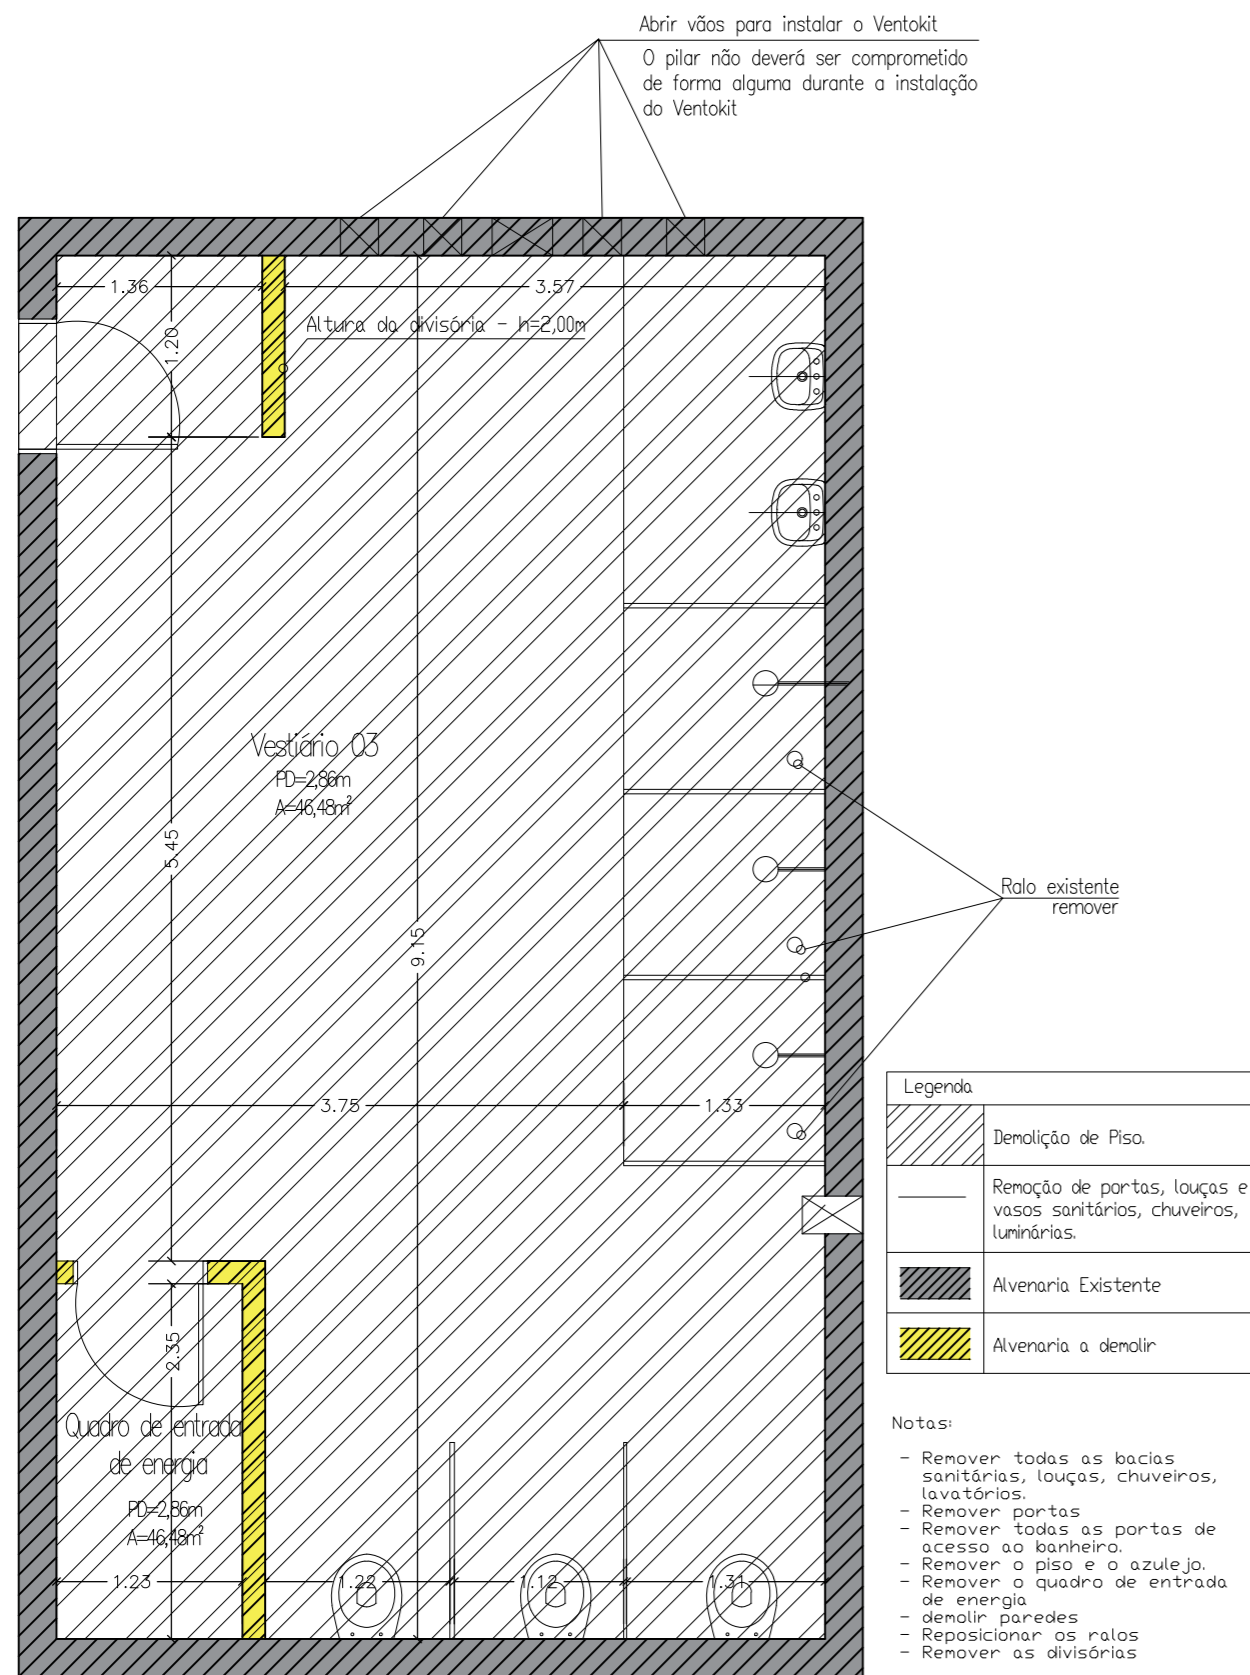 Abrir vãos para instalar o Ventokit
O pilar não deverá ser comprometido
de forma alguma durante a instalação
do Ventokit
1.36
3.57
1.20
Altura da divisória - h=2,00m
Vestiário 03
PD=2,86m
A=46,48m²
5.45
9.15
Ralo existente
remover
3.75
1.33
Legenda
Demolição de Piso.
Remoção de portas, louças e
vasos sanitários, chuveiros,
luminárias.
Alvenaria Existente
Alvenaria a demolir
2.35
Quadro de entrada
de energia
PD=2,86m
A=46,48m²
1.23
1.22
1.12
1.31
Notas:
- Remover todas as bacias
sanitárias, louças, chuveiros,
lavatórios.
- Remover portas
- Remover todas as portas de
acesso ao banheiro.
- Remover o piso e o azulejo.
- Remover o quadro de entrada
de energia
- demolir paredes
- Reposicionar os ralos
- Remover as divisórias